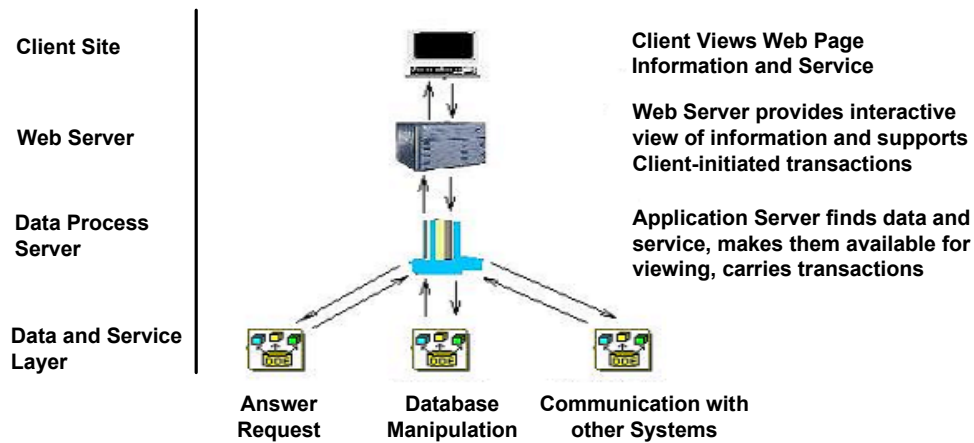 Client Site
Client Views Web Page
Information and Service
Web Server
Web Server provides interactive
view of information and supports
Client-initiated transactions
Data Process
Server
Application Server finds data and
service, makes them available for
viewing, carries transactions
Data and Service
Layer
Answer
Request
Database
Manipulation
Communication with
other Systems